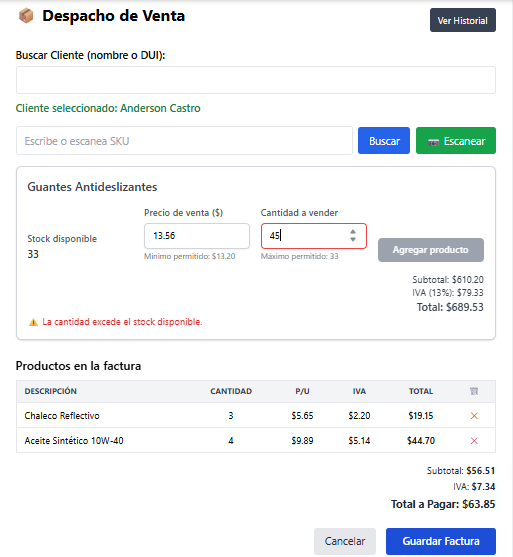 Despacho de Venta
Ver Historial
Buscar Cliente (nombre o DUI):
Cliente seleccionado: Anderson Castro
Escribe o escanea SKU
Buscar
Escanear
Guantes Antideslizantes
Precio de venta ($)
Cantidad a vender
Stock disponible
33
13.56
45
Mínimo permitido: $13.20
Máximo permitido: 33
Agregar producto
Subtotal: $610.20
IVA (13%): $79.33
Total: $689.53
La cantidad excede el stock disponible.
Productos en la factura
DESCRIPCIÓN CANTIDAD P/U IVA TOTAL
Chaleco Reflectivo 3 $5.65 $2.20 $19.15
Aceite Sintético 10W-40 4 $9.89 $5.14 $44.70
Subtotal: $56.51
IVA: $7.34
Total a Pagar: $63.85
Cancelar
Guardar Factura